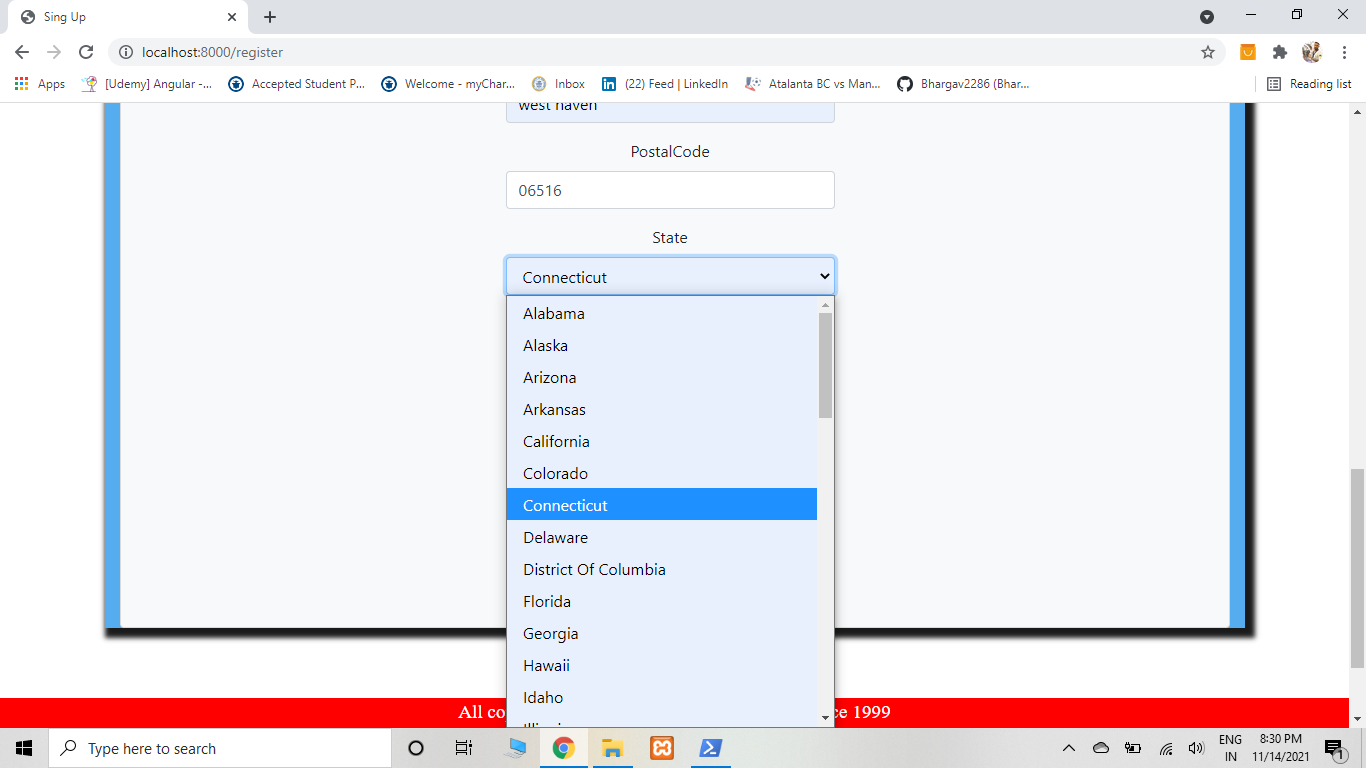 Sing Up
localhost:8000/register
Apps [Udemy] Angular -... Accepted Student P... Welcome - myChar... Inbox (22) Feed | LinkedIn Atalanta BC vs Man... Bhargav2286 (Bhar... Reading list
west haven
PostalCode
06516
State
Connecticut
Alabama
Alaska
Arizona
Arkansas
California
Colorado
Connecticut
Delaware
District Of Columbia
Florida
Georgia
Hawaii
Idaho
All co
ce 1999
Type here to search
ENG
IN
8:30 PM
11/14/2021
1